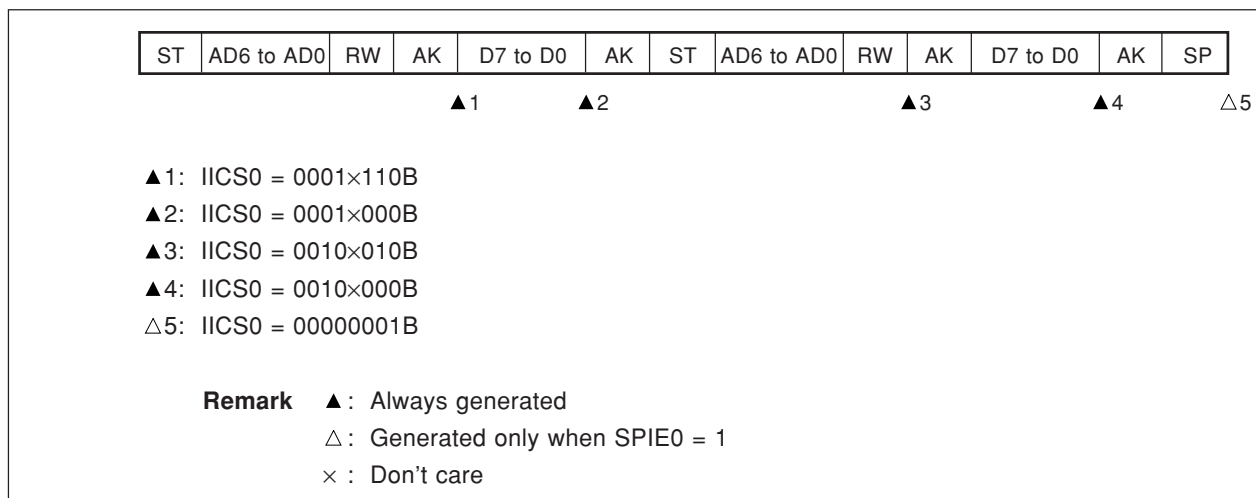 ST AD6 to AD0 RW AK D7 to D0 AK ST AD6 to AD0 RW AK D7 to D0 AK SP
▲1 ▲2 ▲3 ▲4 △5
▲1: IICS0 = 0001×110B
▲2: IICS0 = 0001×000B
▲3: IICS0 = 0010×010B
▲4: IICS0 = 0010×000B
△5: IICS0 = 00000001B
Remark ▲: Always generated
△: Generated only when SPIE0 = 1
× : Don't care